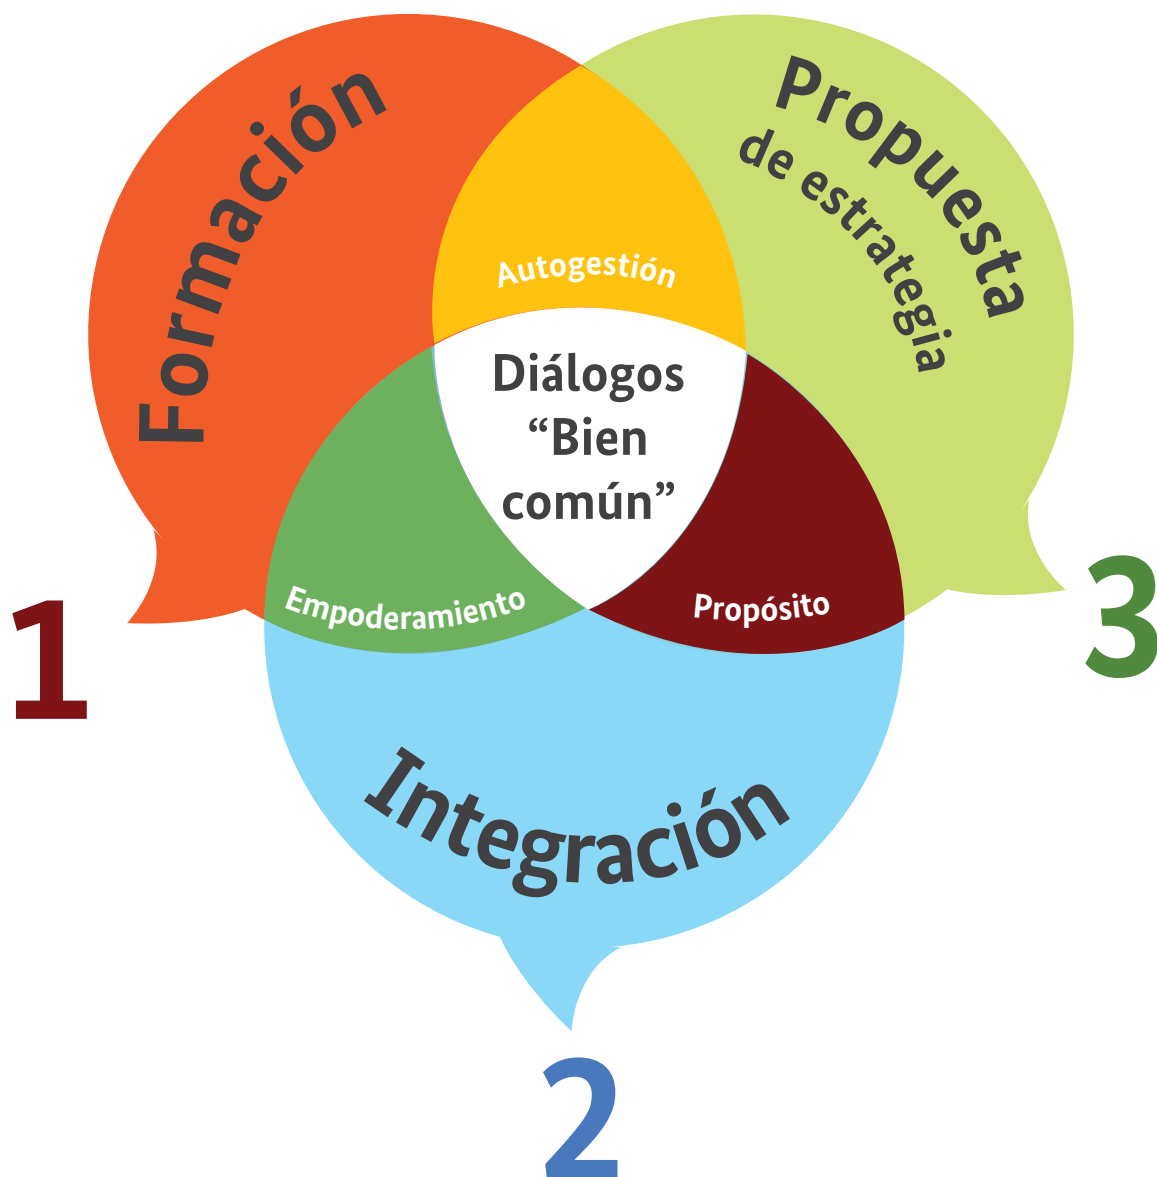 Formación
Propuesta
de estrategia
Autogestión
Diálogos
“Bien
común”
Empoderamiento
Propósito
1
3
Integración
2